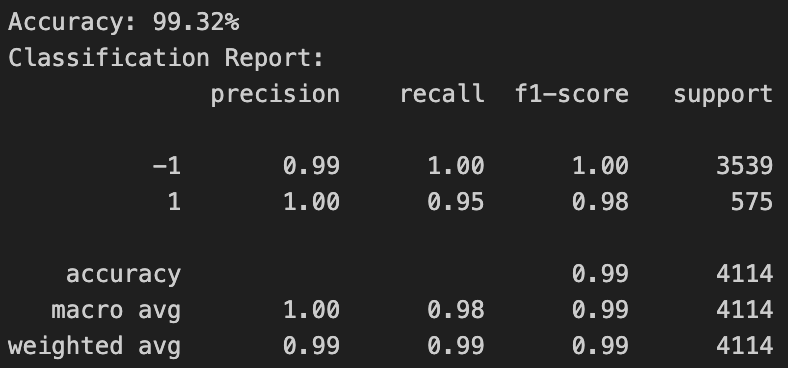 Accuracy: 99.32%
Classification Report:
precision recall f1-score support
-1 0.99 1.00 1.00 3539
1 1.00 0.95 0.98 575
accuracy 0.99 4114
macro avg 1.00 0.98 0.99 4114
weighted avg 0.99 0.99 0.99 4114